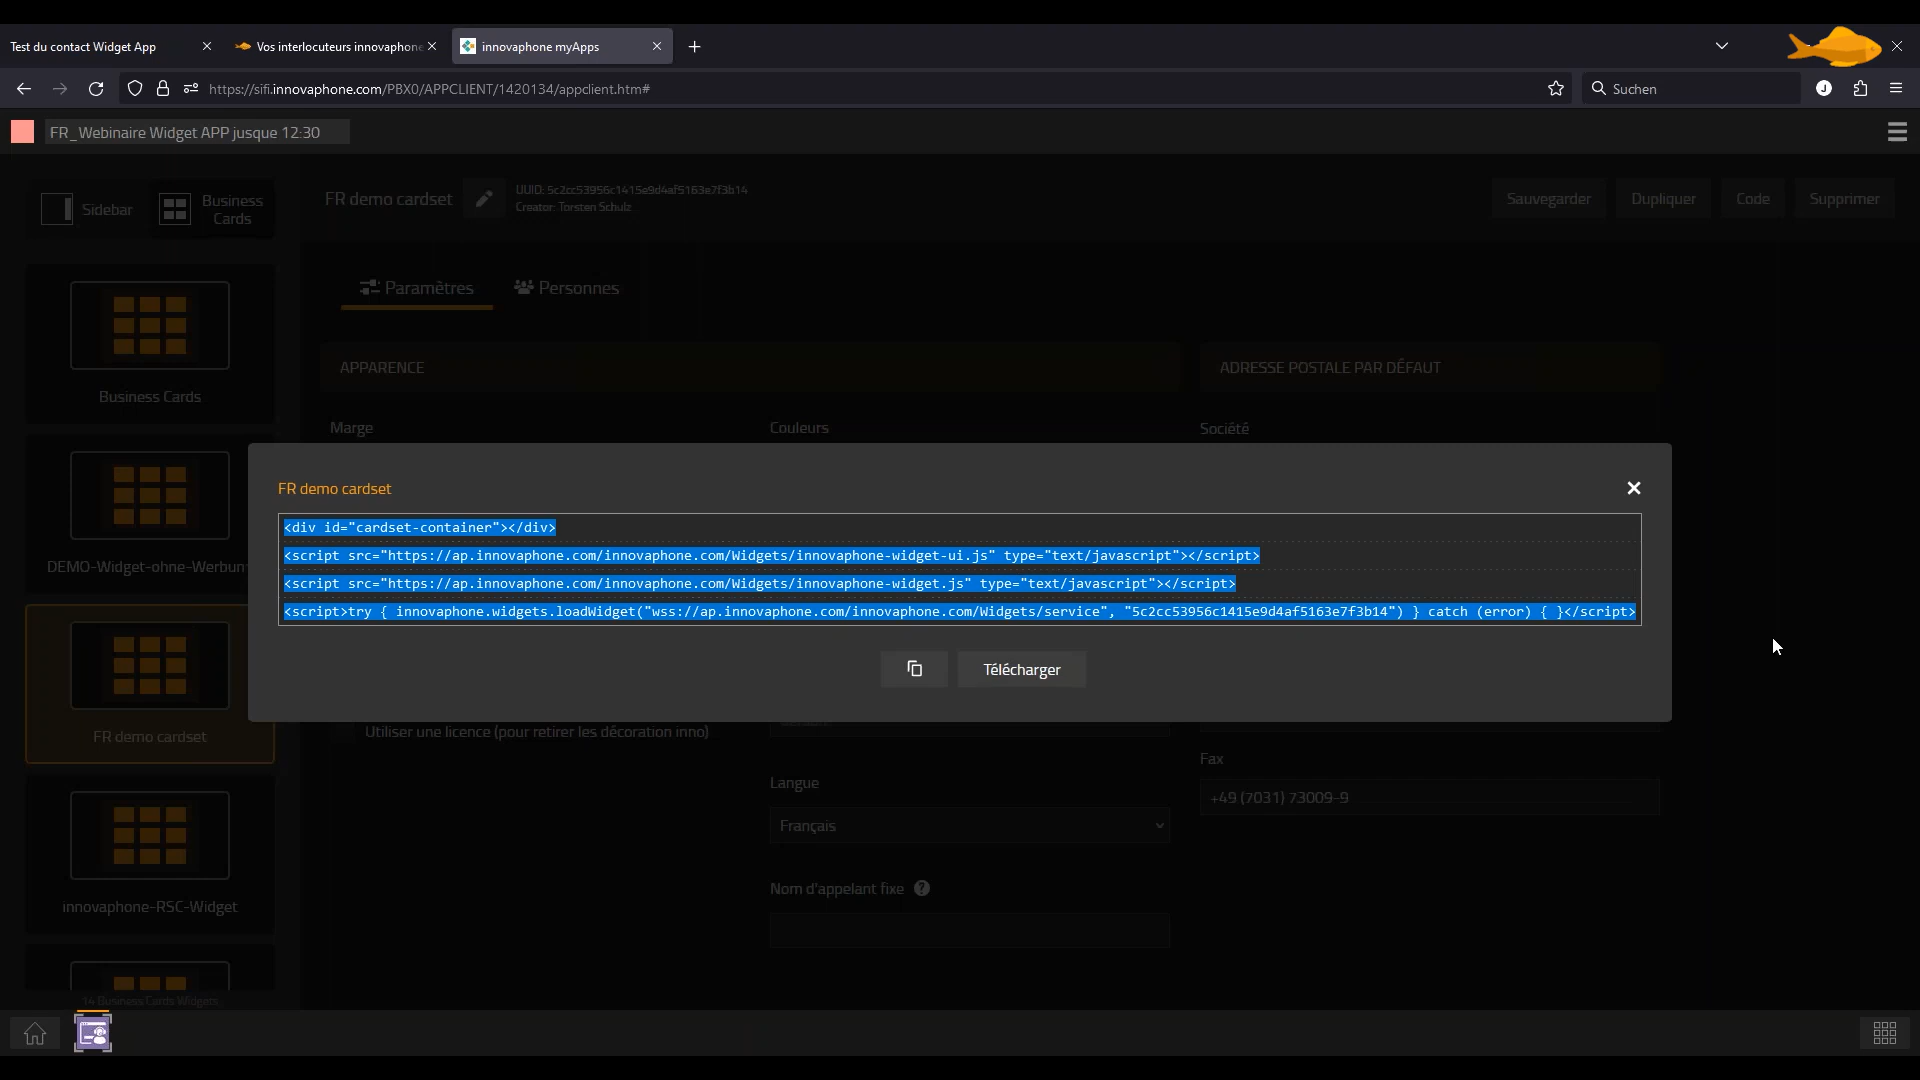 Test du contact Widget App
Vos interlocuteurs innovaphone
innovaphone myApps
https://sifi.innovaphone.com/PBX0/APPCLIENT/1420134/appclient.htm#
Suchen
J
FR_Webinaire Widget APP jusque 12:30
Sidebar
Business
Cards
FR demo cardset
UUID: 5c2cc53956c1415e9d4af5163e7f3b14
Creator: Torsten Schulz
Sauvegarder
Dupliquer
Code
Supprimer
Paramètres
Personnes
Business Cards
APPARENCE
ADRESSE POSTALE PAR DÉFAUT
Marge
Couleurs
Société
DEMO-Widget-ohne-Werbun
FR demo cardset
<div id="cardset-container"></div>
<script src="https://ap.innovaphone.com/innovaphone.com/Widgets/innovaphone-widget-ui.js" type="text/javascript"></script>
<script src="https://ap.innovaphone.com/innovaphone.com/Widgets/innovaphone-widget.js" type="text/javascript"></script>
<script>try { innovaphone.widgets.loadWidget("wss://ap.innovaphone.com/innovaphone.com/Widgets/service", "5c2cc53956c1415e9d4af5163e7f3b14") } catch (error) { }</script>
Télécharger
FR demo cardset
Utiliser une licence (pour retirer les décoration inno)
Fax
+49 (7031) 73009-9
Langue
Français
Nom d'appelant fixe
innovaphone-RSC-Widget
14 Business Cards Widgets